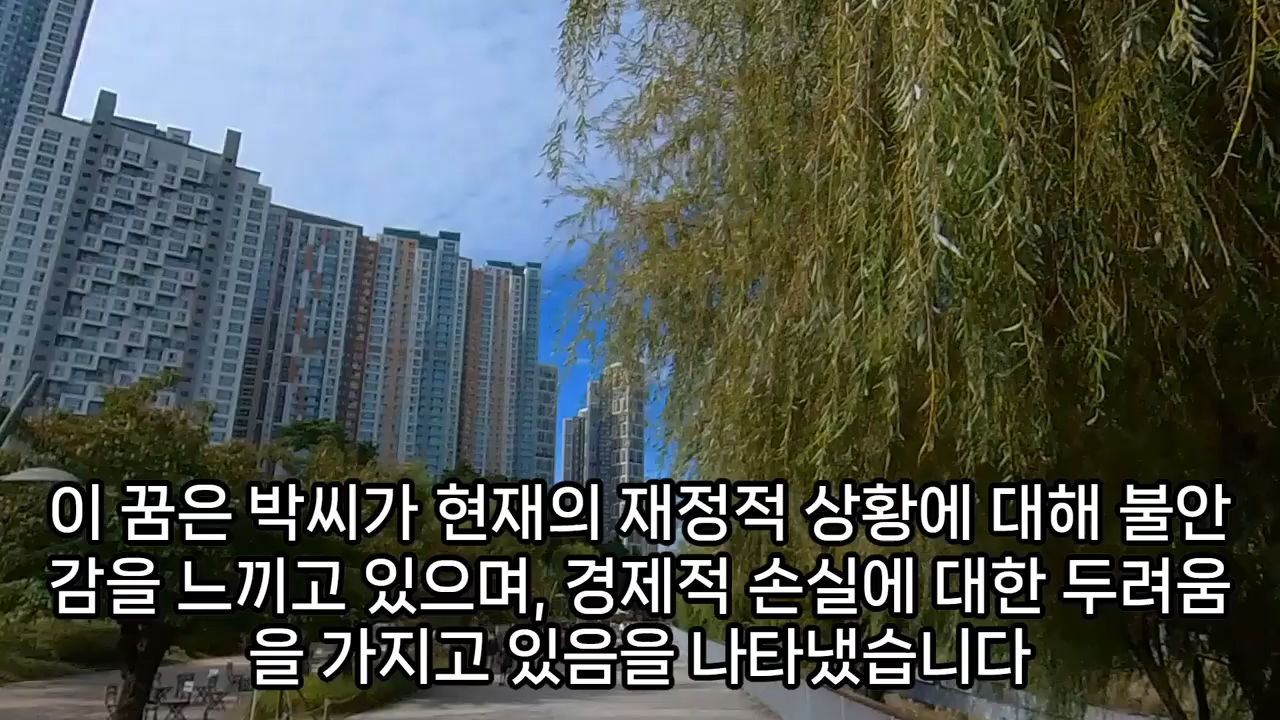 이 꿈은 박씨가 현재의 재정적 상황에 대해 불안
감을 느끼고 있으며, 경제적 손실에 대한 두려움
을 가지고 있음을 나타냈습니다